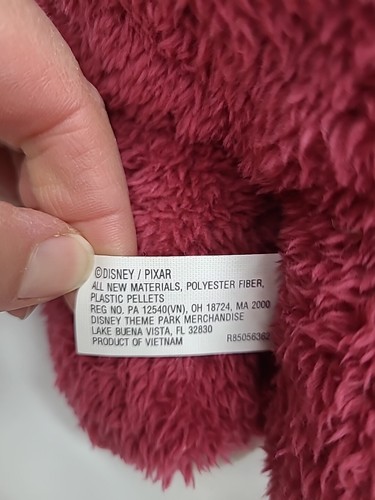 ©DISNEY / PIXAR
ALL NEW MATERIALS, POLYESTER FIBER,
PLASTIC PELLETS
REG NO. PA 12540(VN), OH 18724, MA 2000
DISNEY THEME PARK MERCHANDISE
LAKE BUENA VISTA, FL 32830
PRODUCT OF VIETNAM